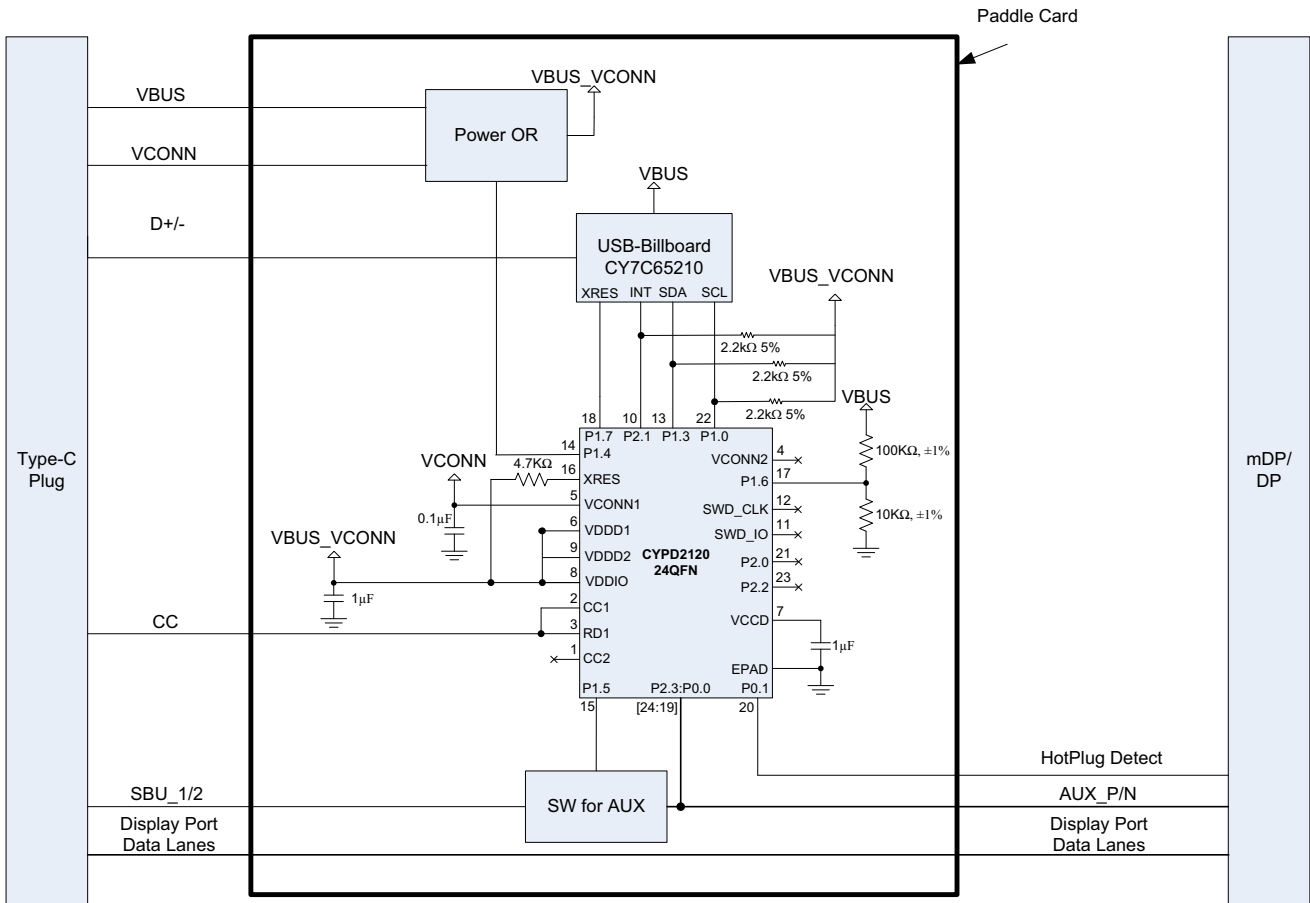 Paddle Card
VBUS
VCONN
D+/-
Power OR
VBUS_VCONN
VBUS
USB-Billboard
CY7C65210
XRES INT SDA SCL
VBUS_VCONN
2.2kΩ 5%
2.2kΩ 5%
2.2kΩ 5%
VBUS
100KΩ, ±1%
10KΩ, ±1%
18 10 13 22
P1.7 P2.1 P1.3 P1.0
14 P1.4
4.7KΩ
16 XRES
VCONN
5 VCONN1
0.1µF
6 VDDD1
VBUS_VCONN
9 VDDD2
8 VDDIO
1µF
2 CC1
CC
3 RD1
1 CC2
CYPD2120
24QFN
VCONN2 4
P1.6 17
SWD_CLK 12
SWD_IO 11
P2.0 21
P2.2 23
VCCD 7
1µF
EPAD
P1.5 P2.3:P0.0 P0.1
15 [24:19] 20
Type-C
Plug
mDP/
DP
HotPlug Detect
SBU_1/2
SW for AUX
AUX_P/N
Display Port
Data Lanes
Display Port
Data Lanes